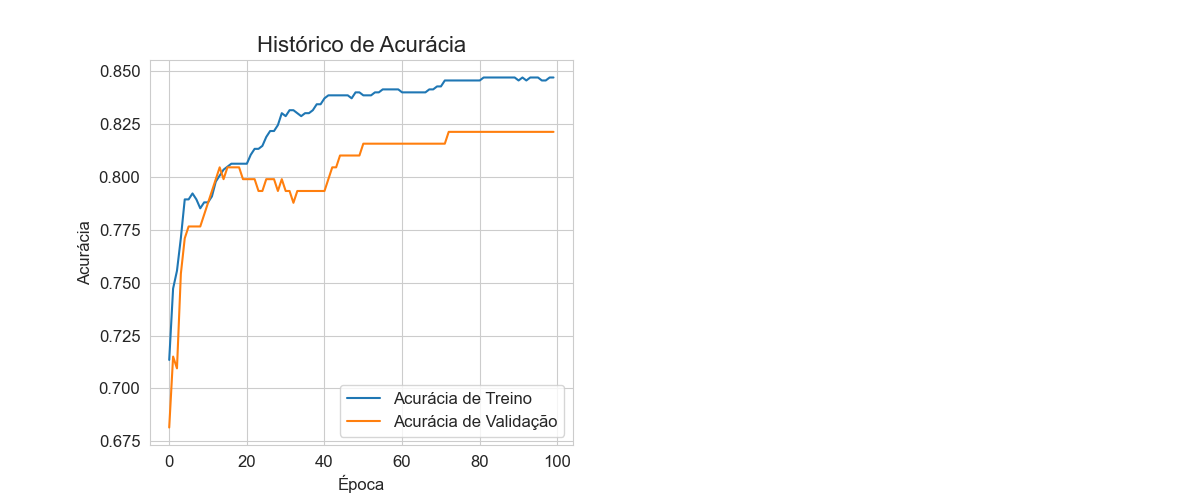 Histórico de Acurácia
0.850
0.825
0.800
0.775
0.750
0.725
0.700
0.675
Acurácia
Acurácia de Treino
Acurácia de Validação
0 20 40 60 80 100
Época